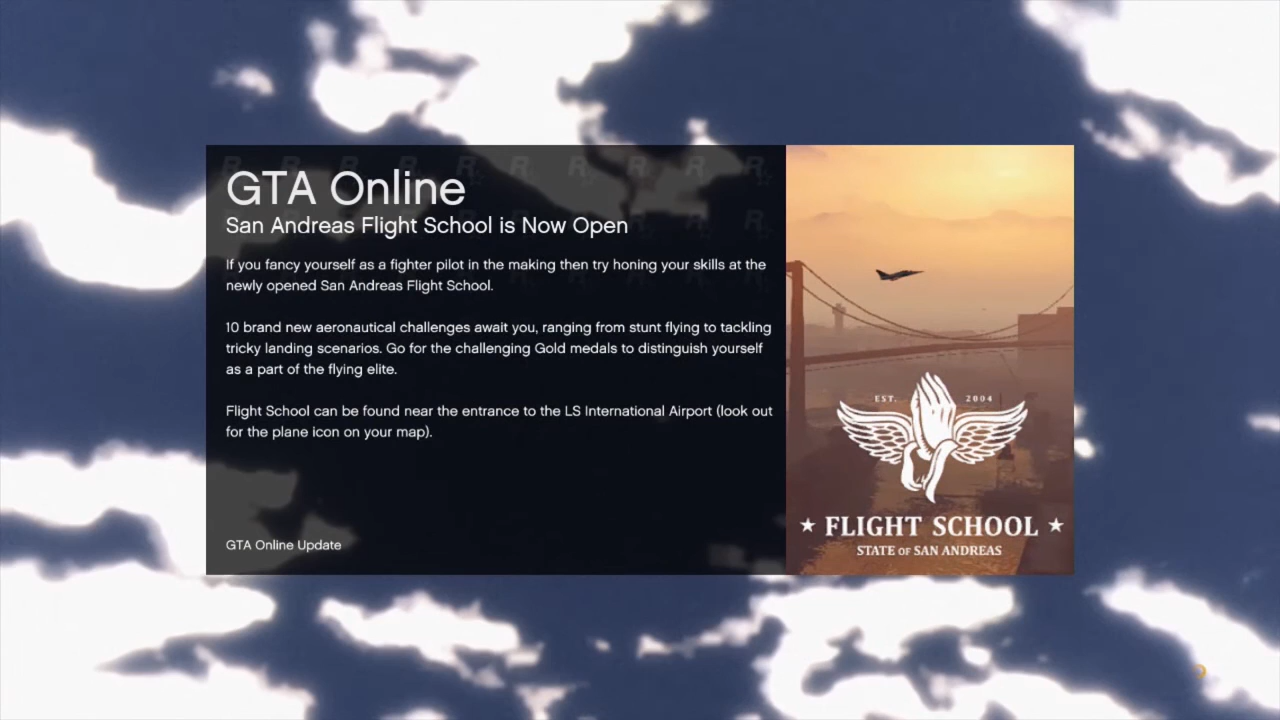 GTA Online
San Andreas Flight School is Now Open
If you fancy yourself as a fighter pilot in the making then try honing your skills at the
newly opened San Andreas Flight School.
10 brand new aeronautical challenges await you, ranging from stunt flying to tackling
tricky landing scenarios. Go for the challenging Gold medals to distinguish yourself
as a part of the flying elite.
Flight School can be found near the entrance to the LS International Airport (look out
for the plane icon on your map).
GTA Online Update
EST. 2004
★ FLIGHT SCHOOL ★
STATE OF SAN ANDREAS